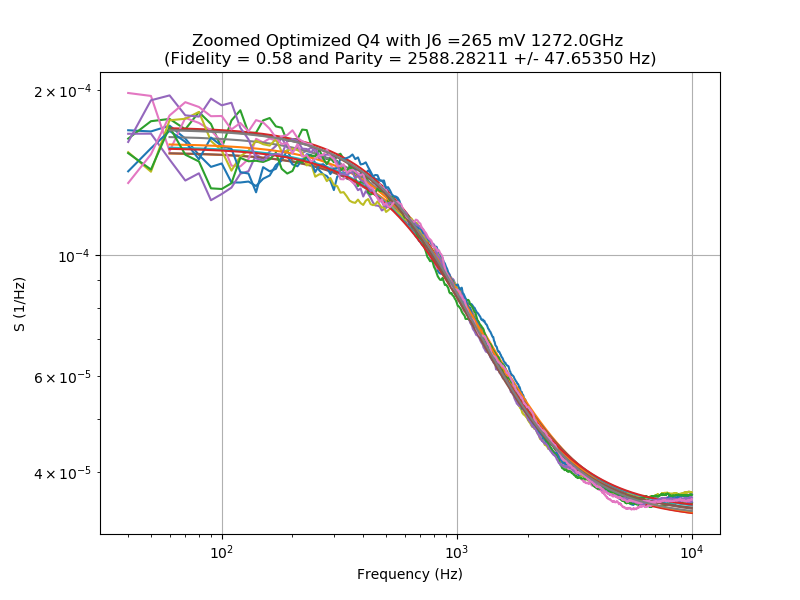 Zoomed Optimized Q4 with J6 =265 mV 1272.0GHz
(Fidelity = 0.58 and Parity = 2588.28211 +/- 47.65350 Hz)
2 × 10⁻⁴
10⁻⁴
6 × 10⁻⁵
4 × 10⁻⁵
S (1/Hz)
10² 10³ 10⁴
Frequency (Hz)